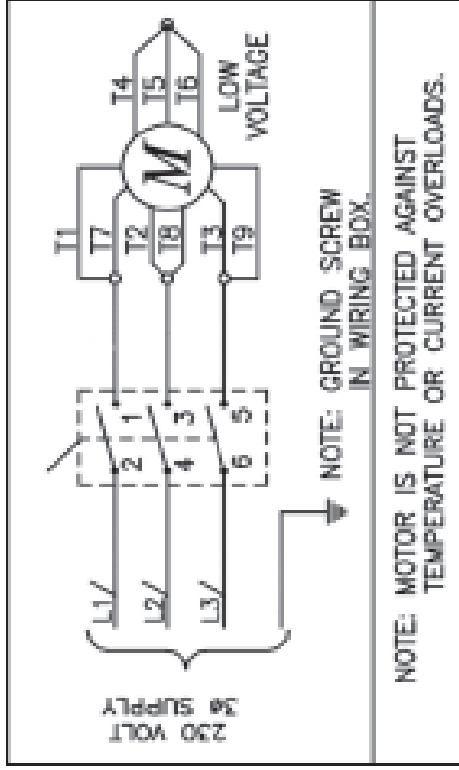 230 VOLT
3ø SUPPLY
L1
L2
L3
2 1
4 3
6 5
T1
T7
T2
T8
T3
T9
M
T4
T5
T6
LOW
VOLTAGE
NOTE: GROUND SCREW
IN WIRING BOX.
NOTE: MOTOR IS NOT PROTECTED AGAINST
TEMPERATURE OR CURRENT OVERLOADS.